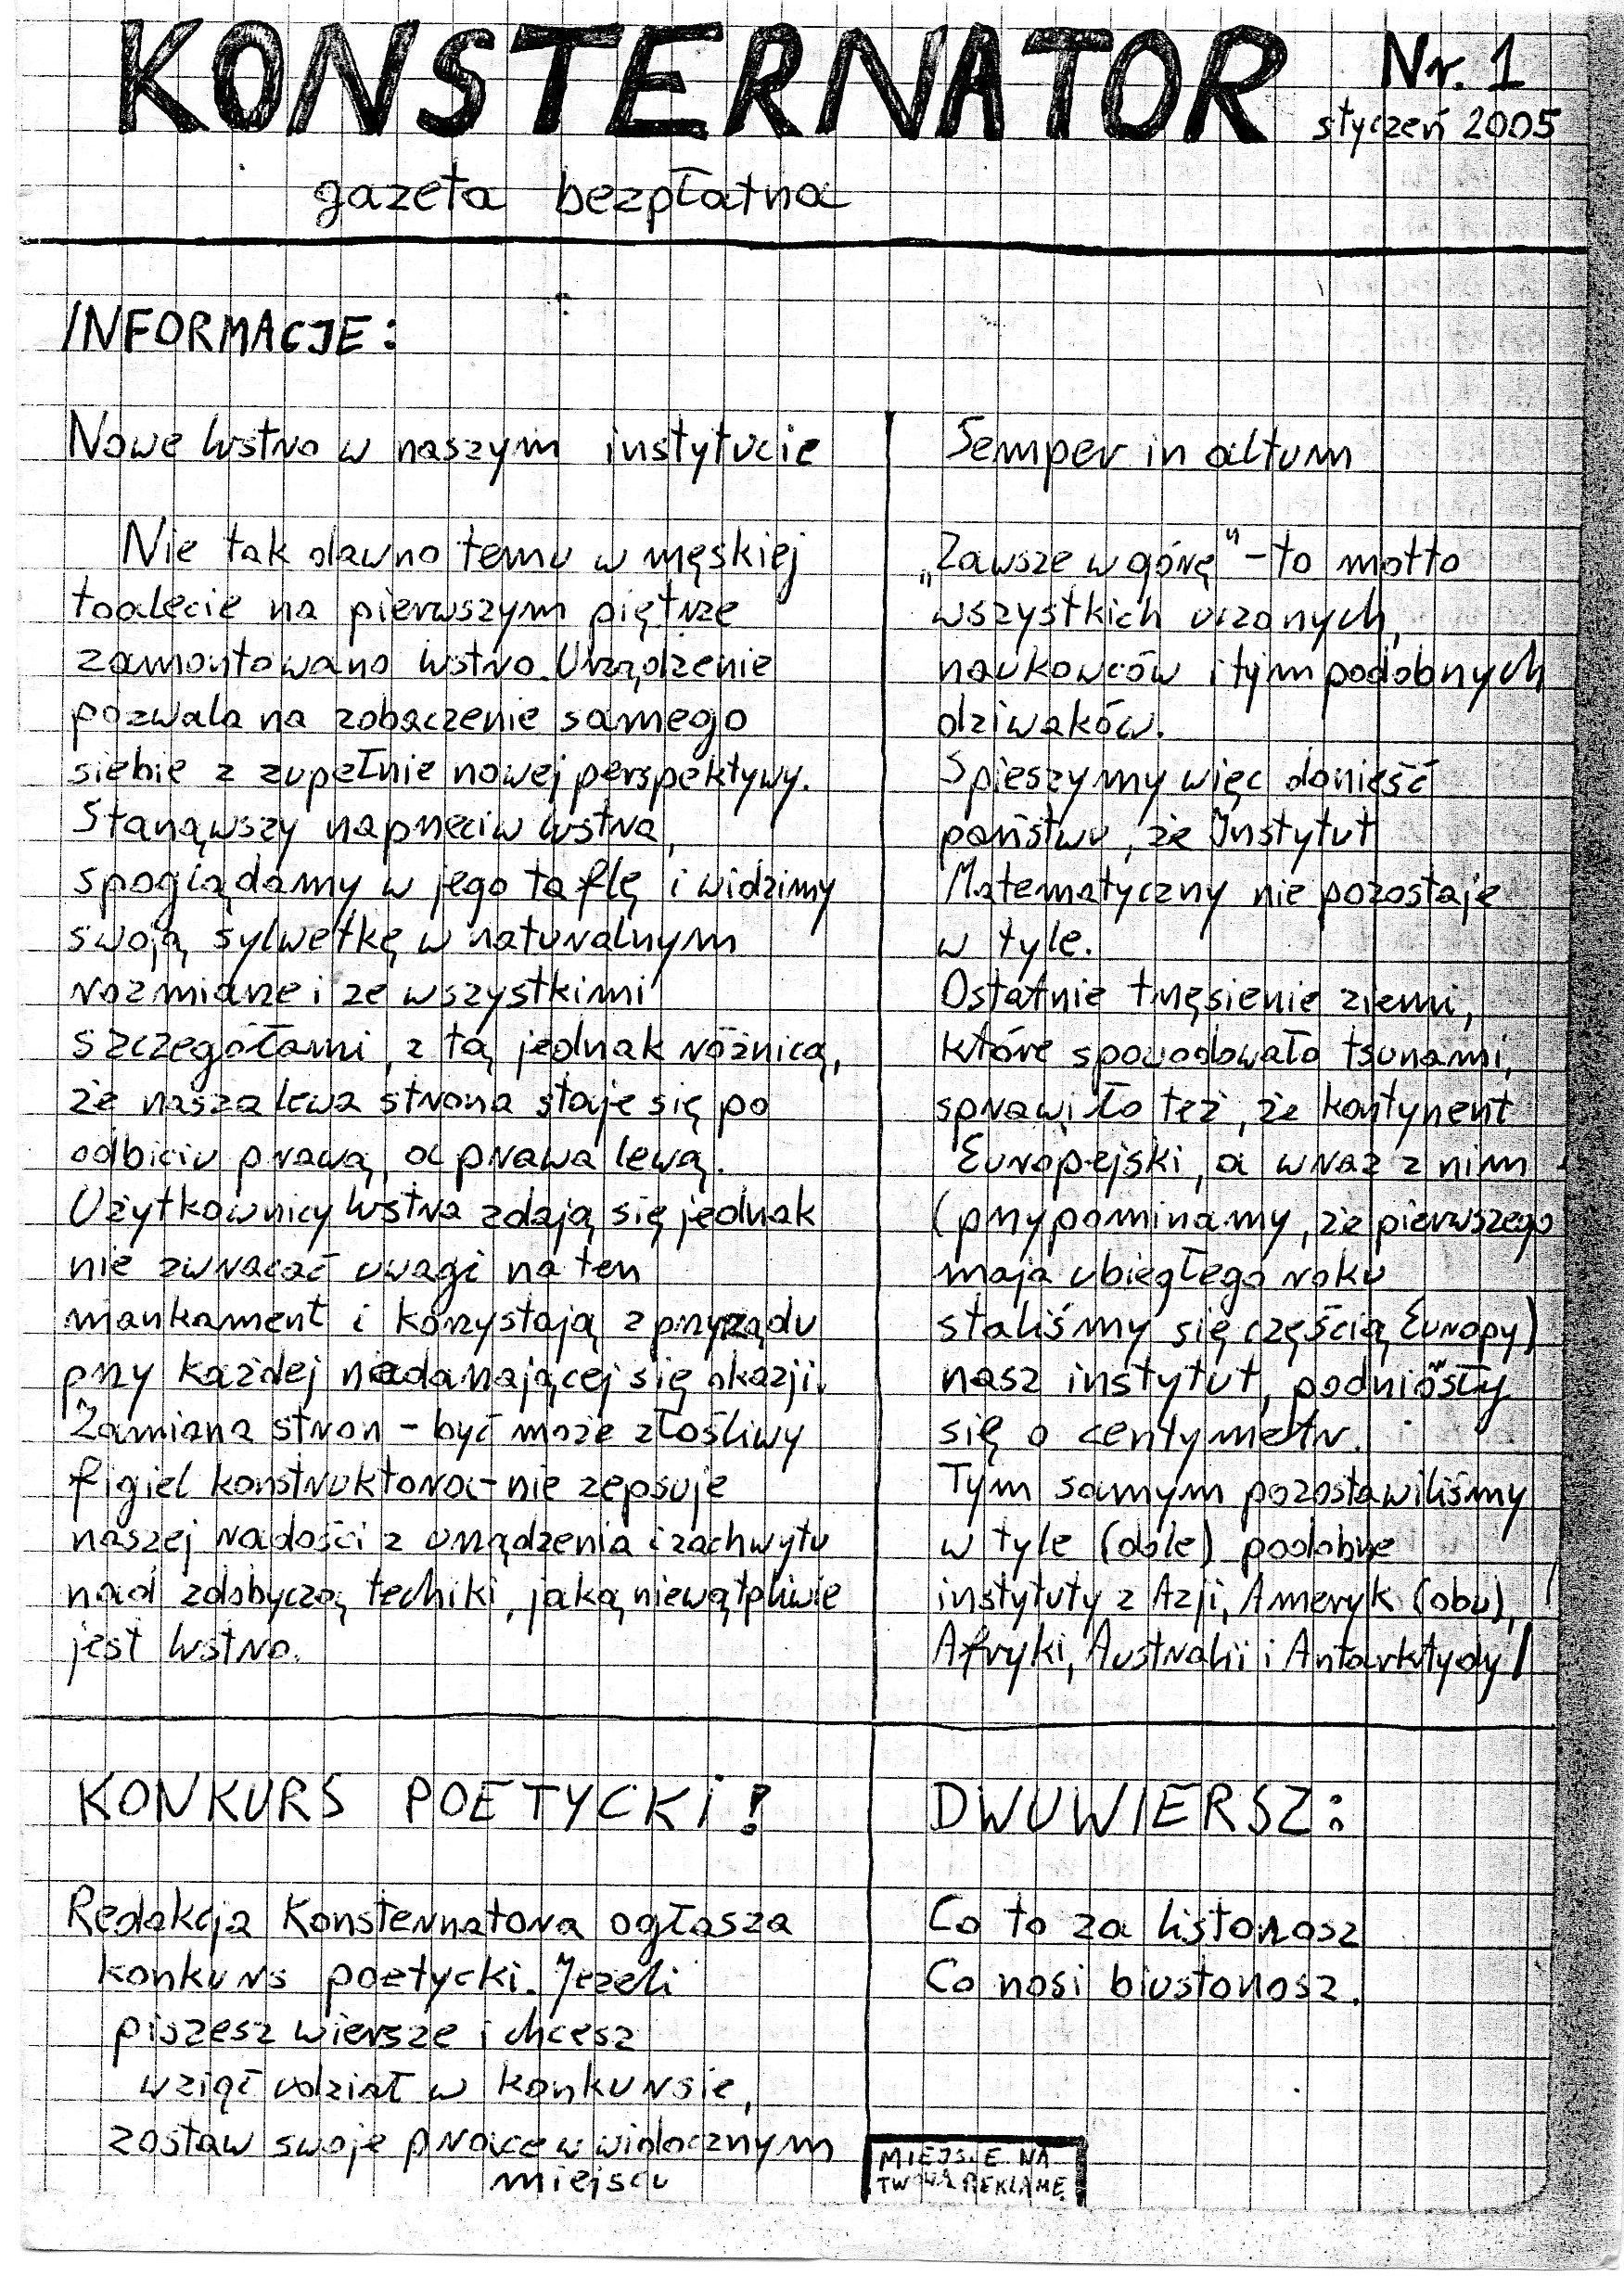 KONSTERNATOR
Nr. 1
styczeń 2005
gazeta bezpłatna
INFORMACJE:
Nowe lustro w naszym instytucie
Nie tak dawno temu w męskiej
toalecie na pierwszym piętrze
zamontowano lustro. Urządzenie
pozwala na zobaczenie samego
siebie z zupełnie nowej perspektywy.
Stanąwszy naprzeciw lustra,
spoglądamy w jego taflę i widzimy
swoją sylwetkę w naturalnym
rozmiarze i ze wszystkimi
szczegółami, z tą jednak różnicą,
że nasza lewa strona staje się po
odbiciu prawą, a prawa lewą.
Użytkownicy lustra zdają się jednak
nie zwracać uwagi na ten
mankament i korzystają z przyrządu
przy każdej nadarzającej się okazji.
Zamiana stron – być może złośliwy
figiel konstruktora – nie zepsuje
naszej radości z urządzenia i zachwytu
nad zdobyczą techiki, jaką niewątpliwie
jest lustro.
Semper in altum
„Zawsze w górę" – to motto
wszystkich uczonych,
naukowców i tym podobnych
dziwaków.
Spieszymy więc donieść
państwu, że Instytut
Matematyczny nie pozostaje
w tyle.
Ostatnie trzęsienie ziemi,
które spowodowało tsunami,
sprawiło też, że kontynent
Europejski, a wraz z nim
(przypominamy, że pierwszego
maja ubiegłego roku
staliśmy się częścią Europy)
nasz instytut, podniosły
się o centymetr.
Tym samym pozostawiliśmy
w tyle (dole) podobne
instytuty z Azji, Ameryk (obu),
Afryki, Australii i Antarktydy!
KONKURS POETYCKI!
Redakcja Konsternatora ogłasza
konkurs poetycki. Jeżeli
piszesz wiersze i chcesz
wziąć udział w konkursie,
zostaw swoje prace w widocznym
miejscu
DWUWIERSZ:
Co to za listonosz
Co nosi biustonosz.
MIEJSCE NA
TWOJĄ REKLAMĘ